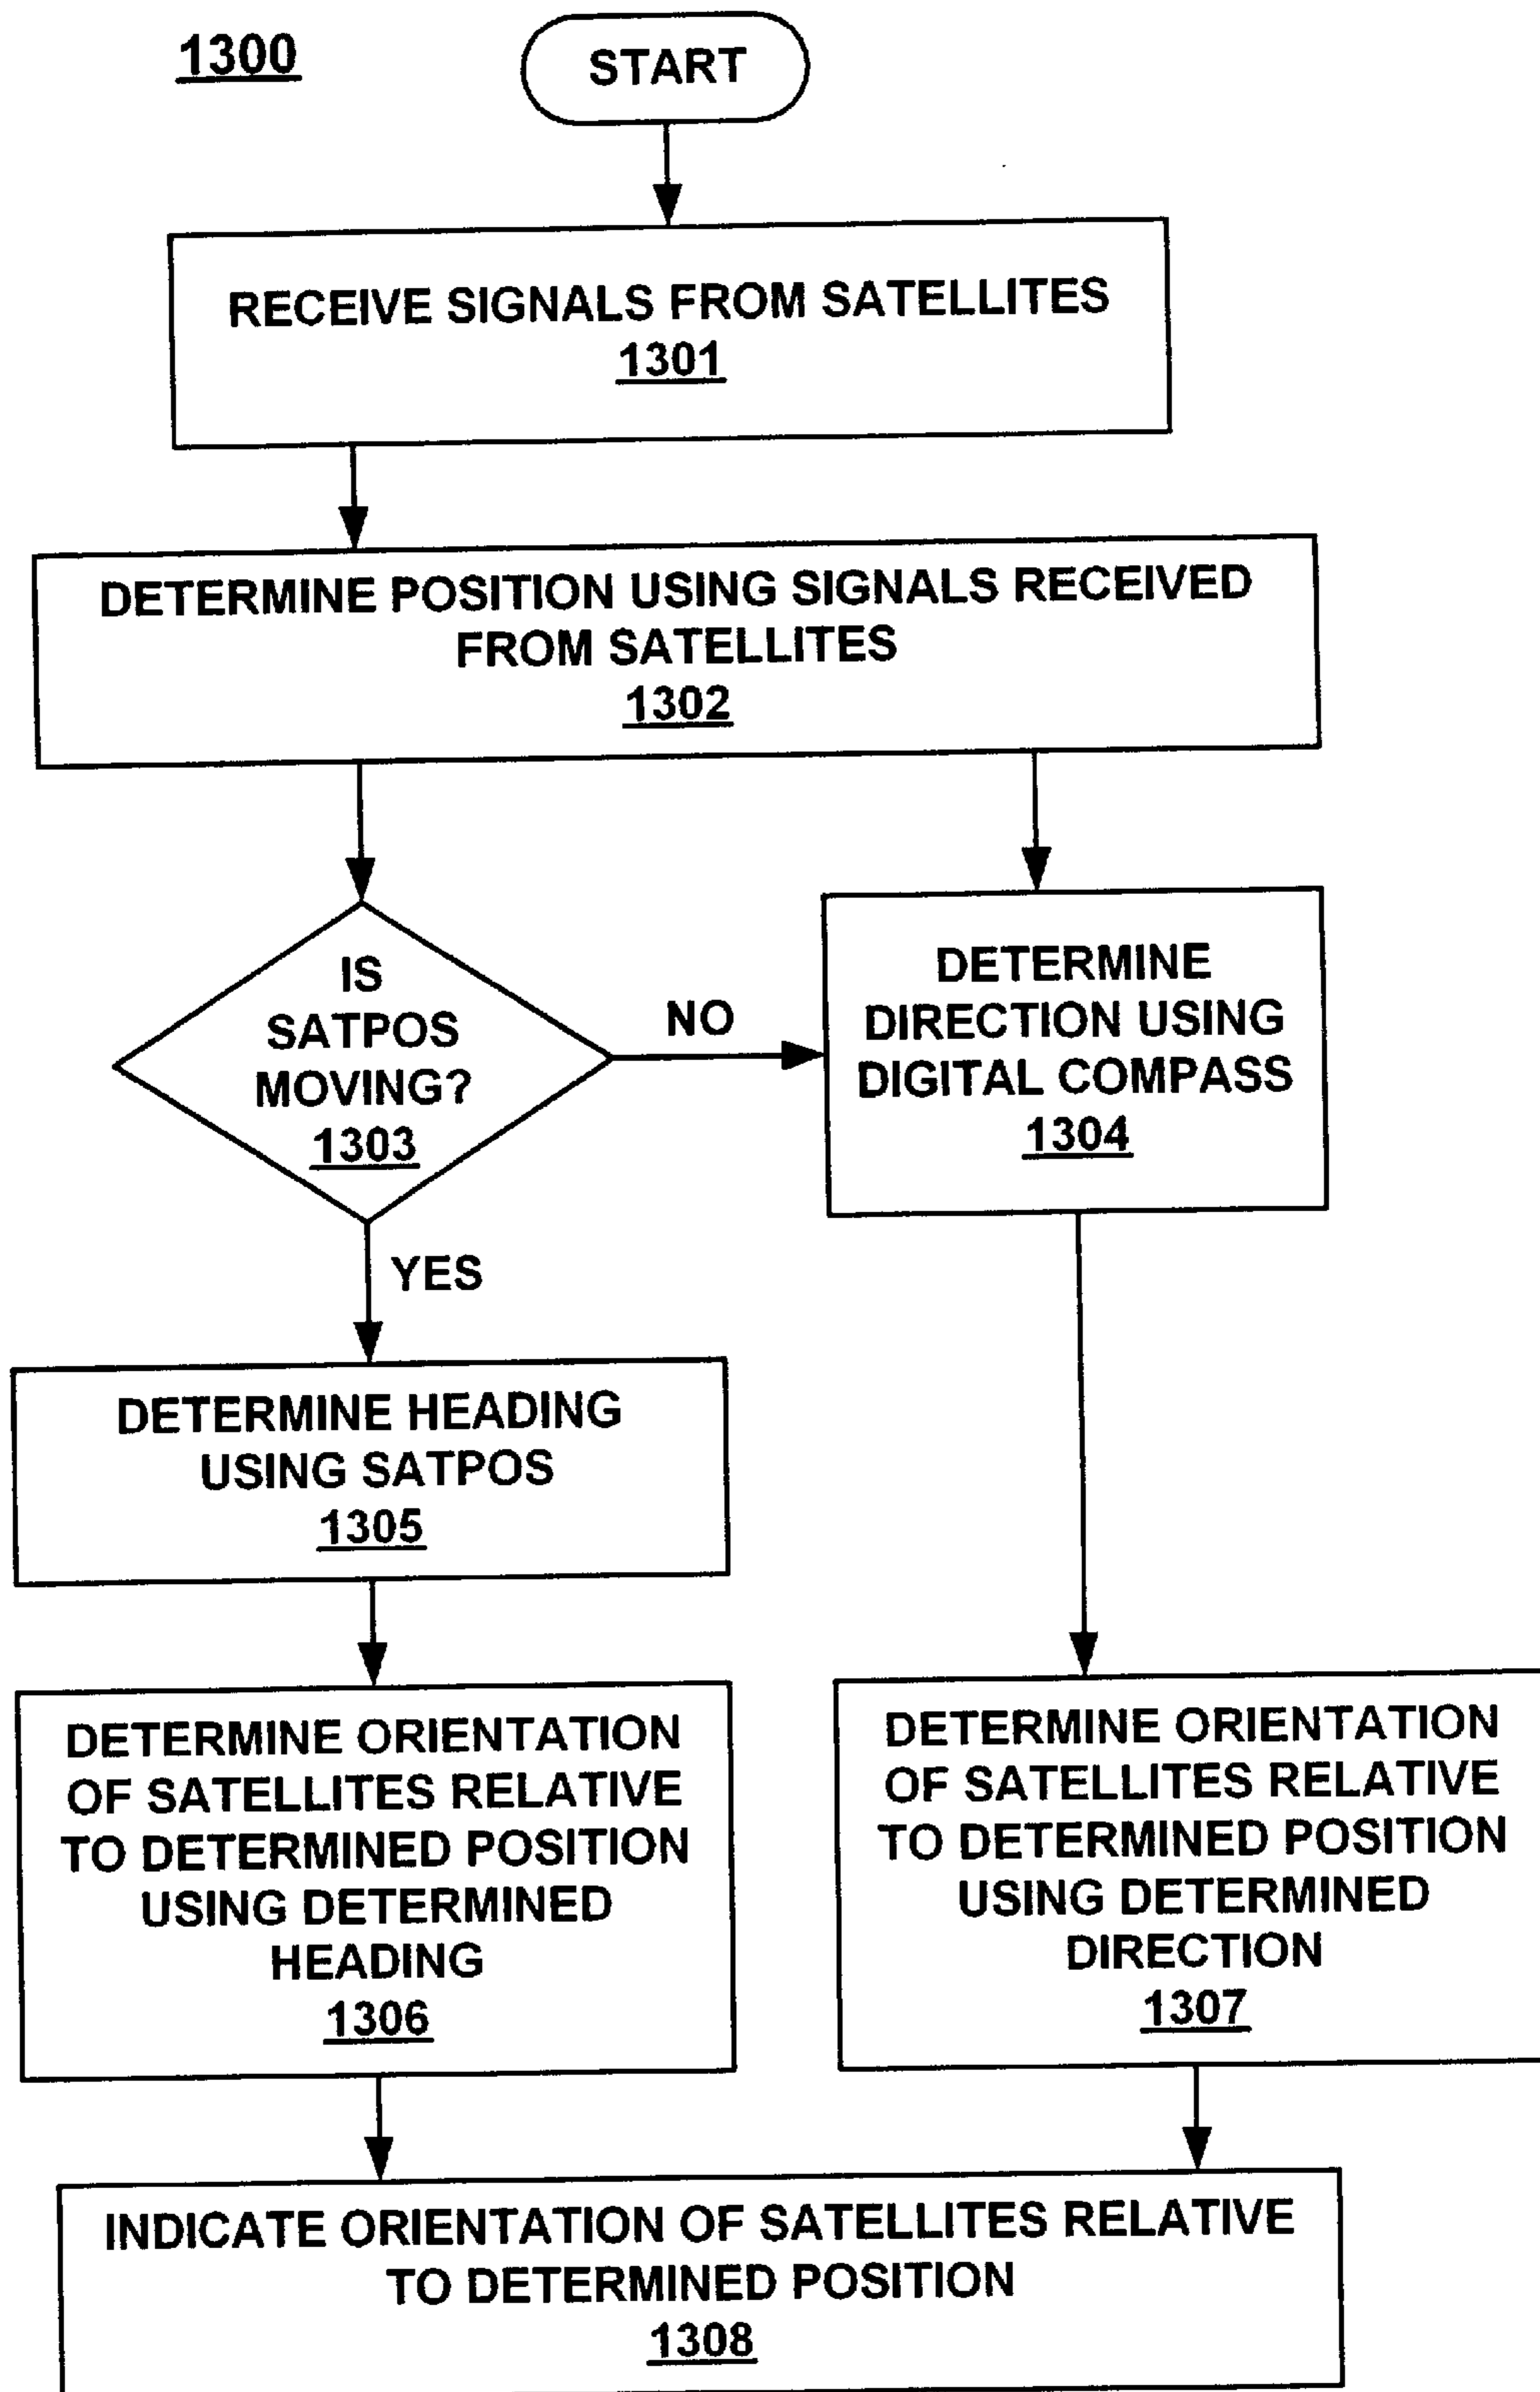 1300
START
RECEIVE SIGNALS FROM SATELLITES
1301
DETERMINE POSITION USING SIGNALS RECEIVED
FROM SATELLITES
1302
IS
SATPOS
MOVING?
1303
NO
DETERMINE
DIRECTION USING
DIGITAL COMPASS
1304
YES
DETERMINE HEADING
USING SATPOS
1305
DETERMINE ORIENTATION
OF SATELLITES RELATIVE
TO DETERMINED POSITION
USING DETERMINED
HEADING
1306
DETERMINE ORIENTATION
OF SATELLITES RELATIVE
TO DETERMINED POSITION
USING DETERMINED
DIRECTION
1307
INDICATE ORIENTATION OF SATELLITES RELATIVE
TO DETERMINED POSITION
1308